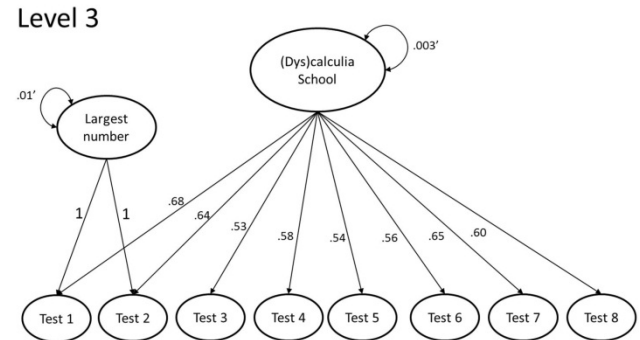 Level 3
(Dys)calculia
School
.003’
.01’
Largest
number
1
1
.68
.64
.53
.58
.54
.56
.65
.60
Test 1
Test 2
Test 3
Test 4
Test 5
Test 6
Test 7
Test 8